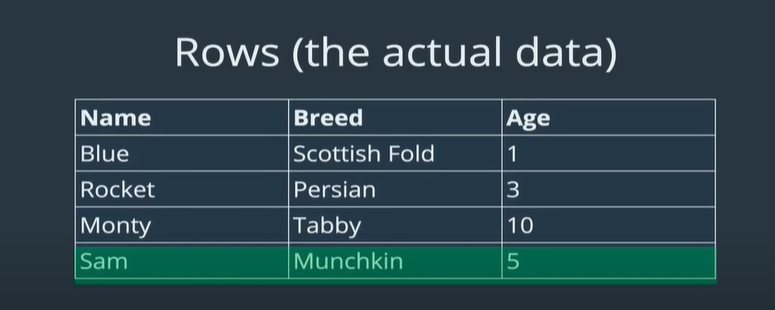 Rows (the actual data)
Name Breed Age
Blue Scottish Fold 1
Rocket Persian 3
Monty Tabby 10
Sam Munchkin 5